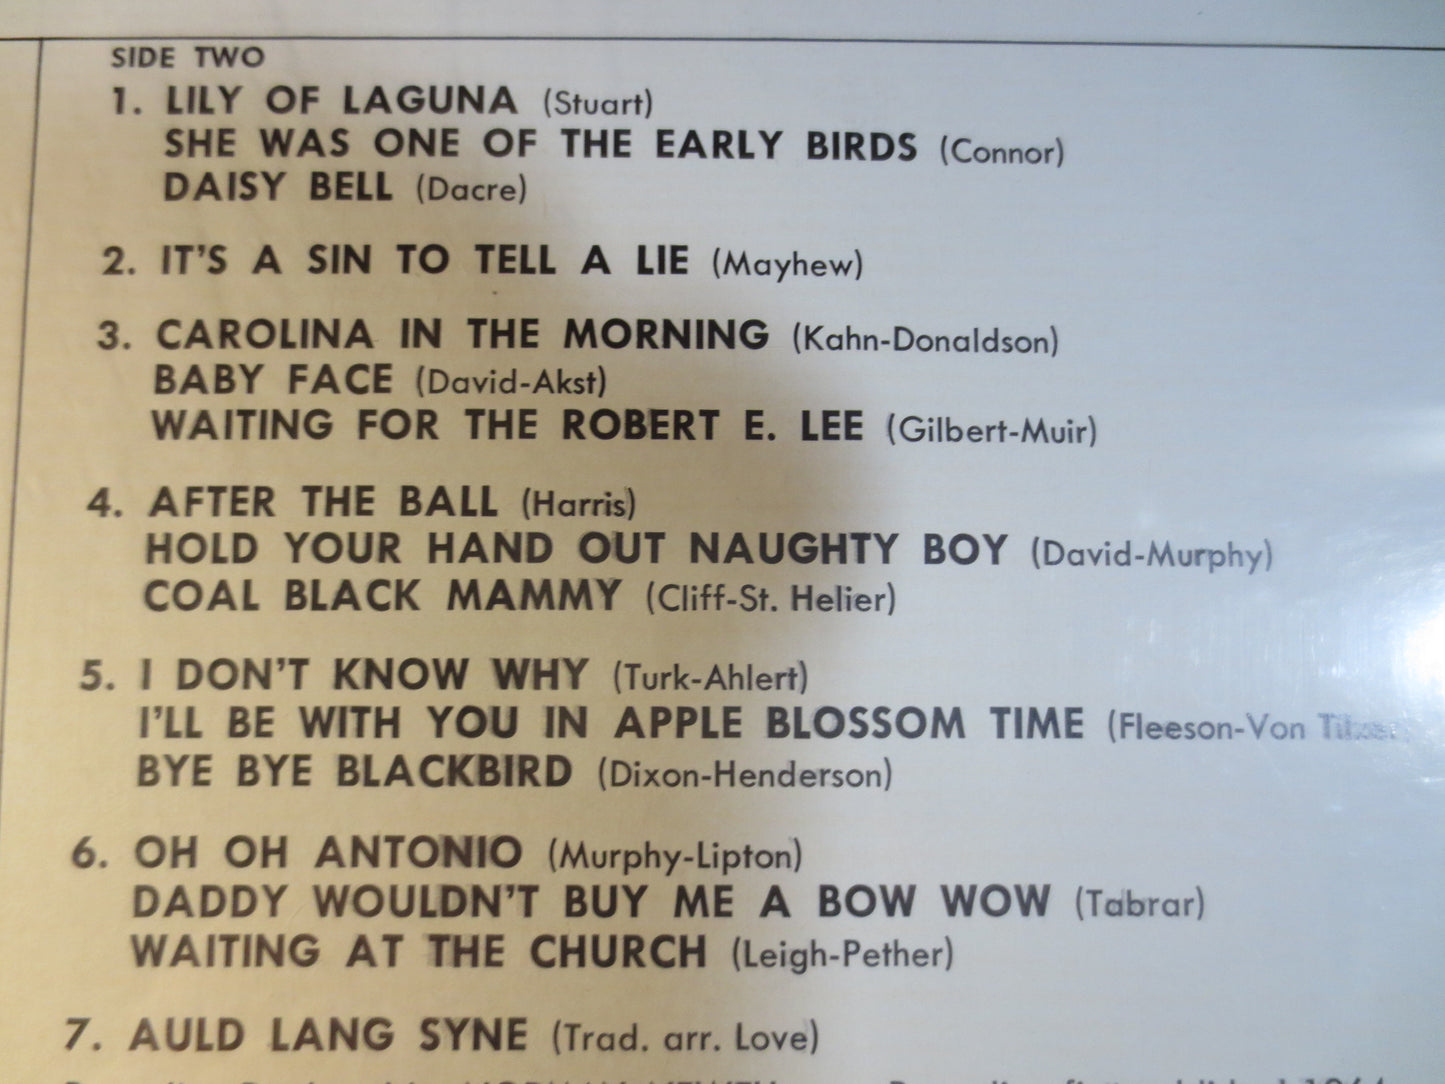 SIDE TWO
1. LILY OF LAGUNA (Stuart)
SHE WAS ONE OF THE EARLY BIRDS (Connor)
DAISY BELL (Dacre)
2. IT'S A SIN TO TELL A LIE (Mayhew)
3. CAROLINA IN THE MORNING (Kahn-Donaldson)
BABY FACE (David-Akst)
WAITING FOR THE ROBERT E. LEE (Gilbert-Muir)
4. AFTER THE BALL (Harris)
HOLD YOUR HAND OUT NAUGHTY BOY (David-Murphy)
COAL BLACK MAMMY (Cliff-St. Helier)
5. I DON'T KNOW WHY (Turk-Ahlert)
I'LL BE WITH YOU IN APPLE BLOSSOM TIME (Fleeson-Von Tilzer
BYE BYE BLACKBIRD (Dixon-Henderson)
6. OH OH ANTONIO (Murphy-Lipton)
DADDY WOULDN'T BUY ME A BOW WOW (Tabrar)
WAITING AT THE CHURCH (Leigh-Pether)
7. AULD LANG SYNE (Trad. arr. Love)